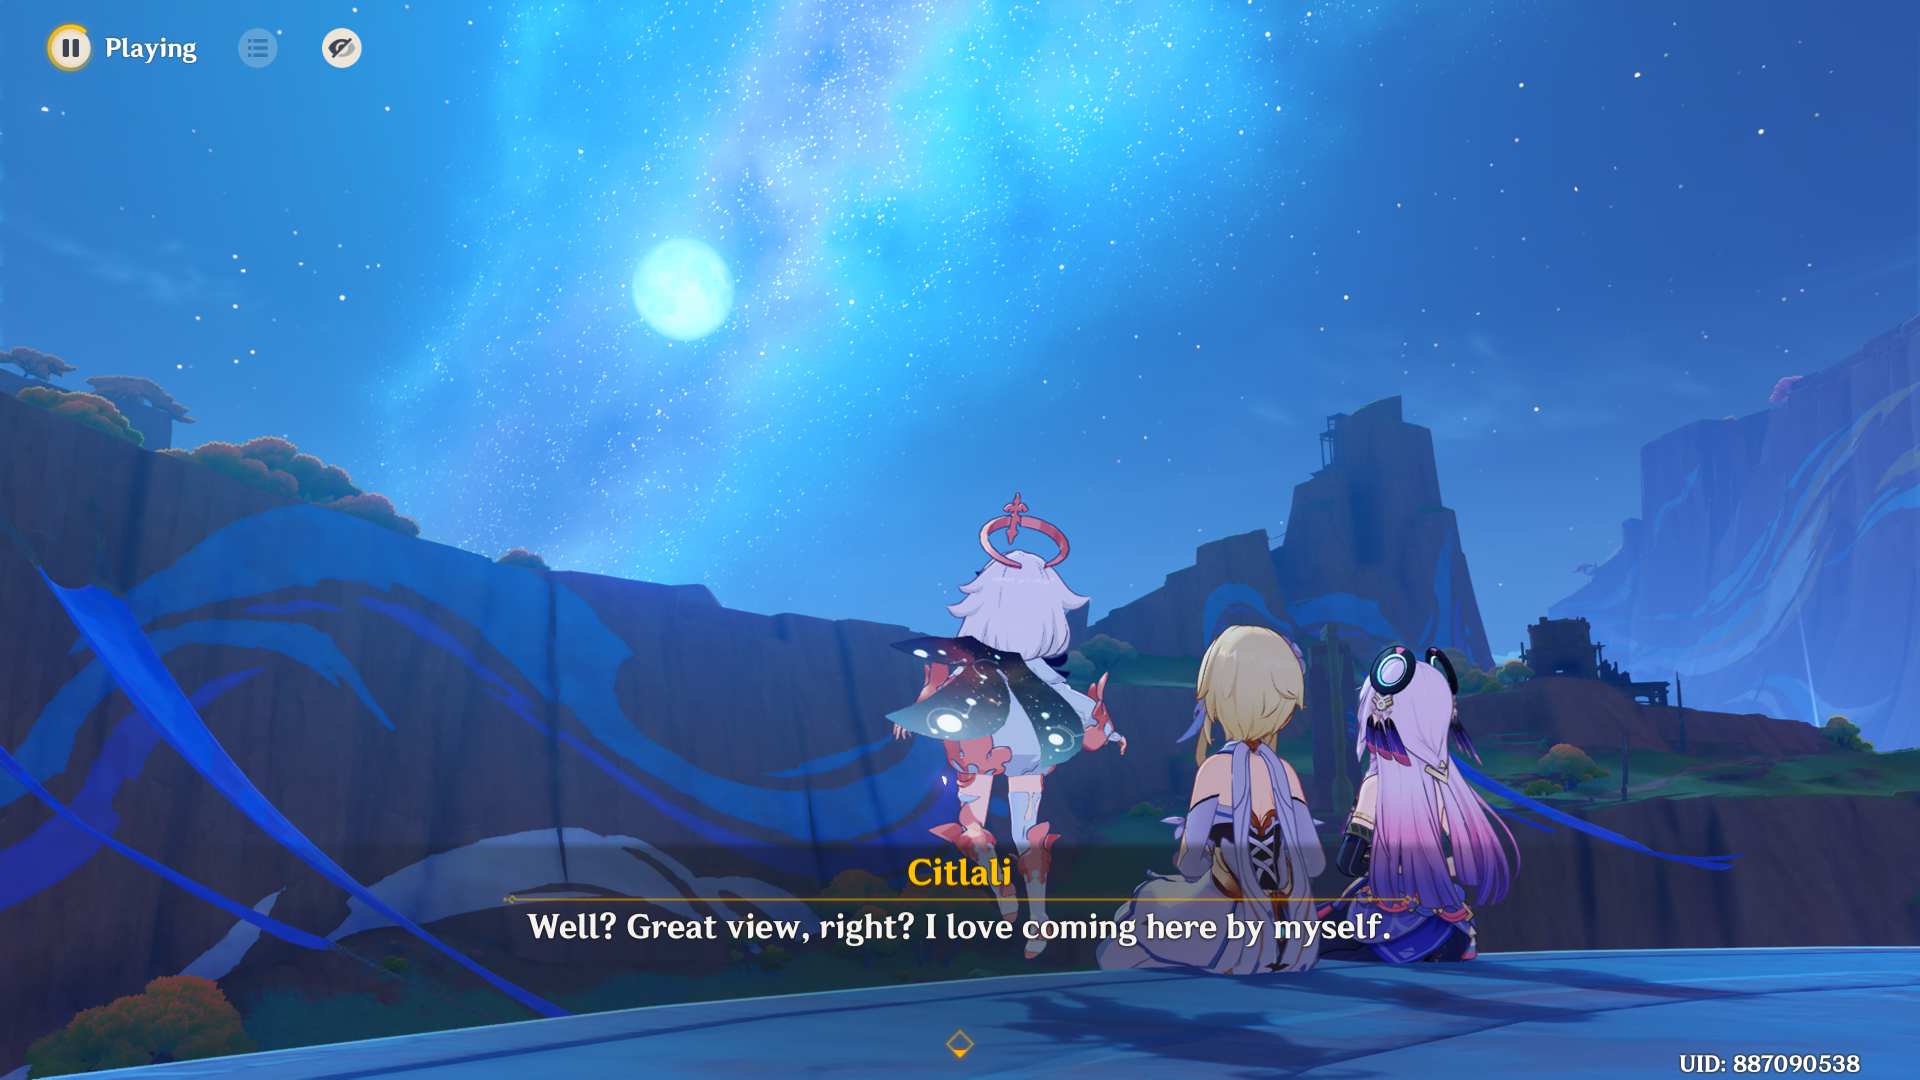 Playing
Citlali
Well? Great view, right? I love coming here by myself.
UID: 887090538